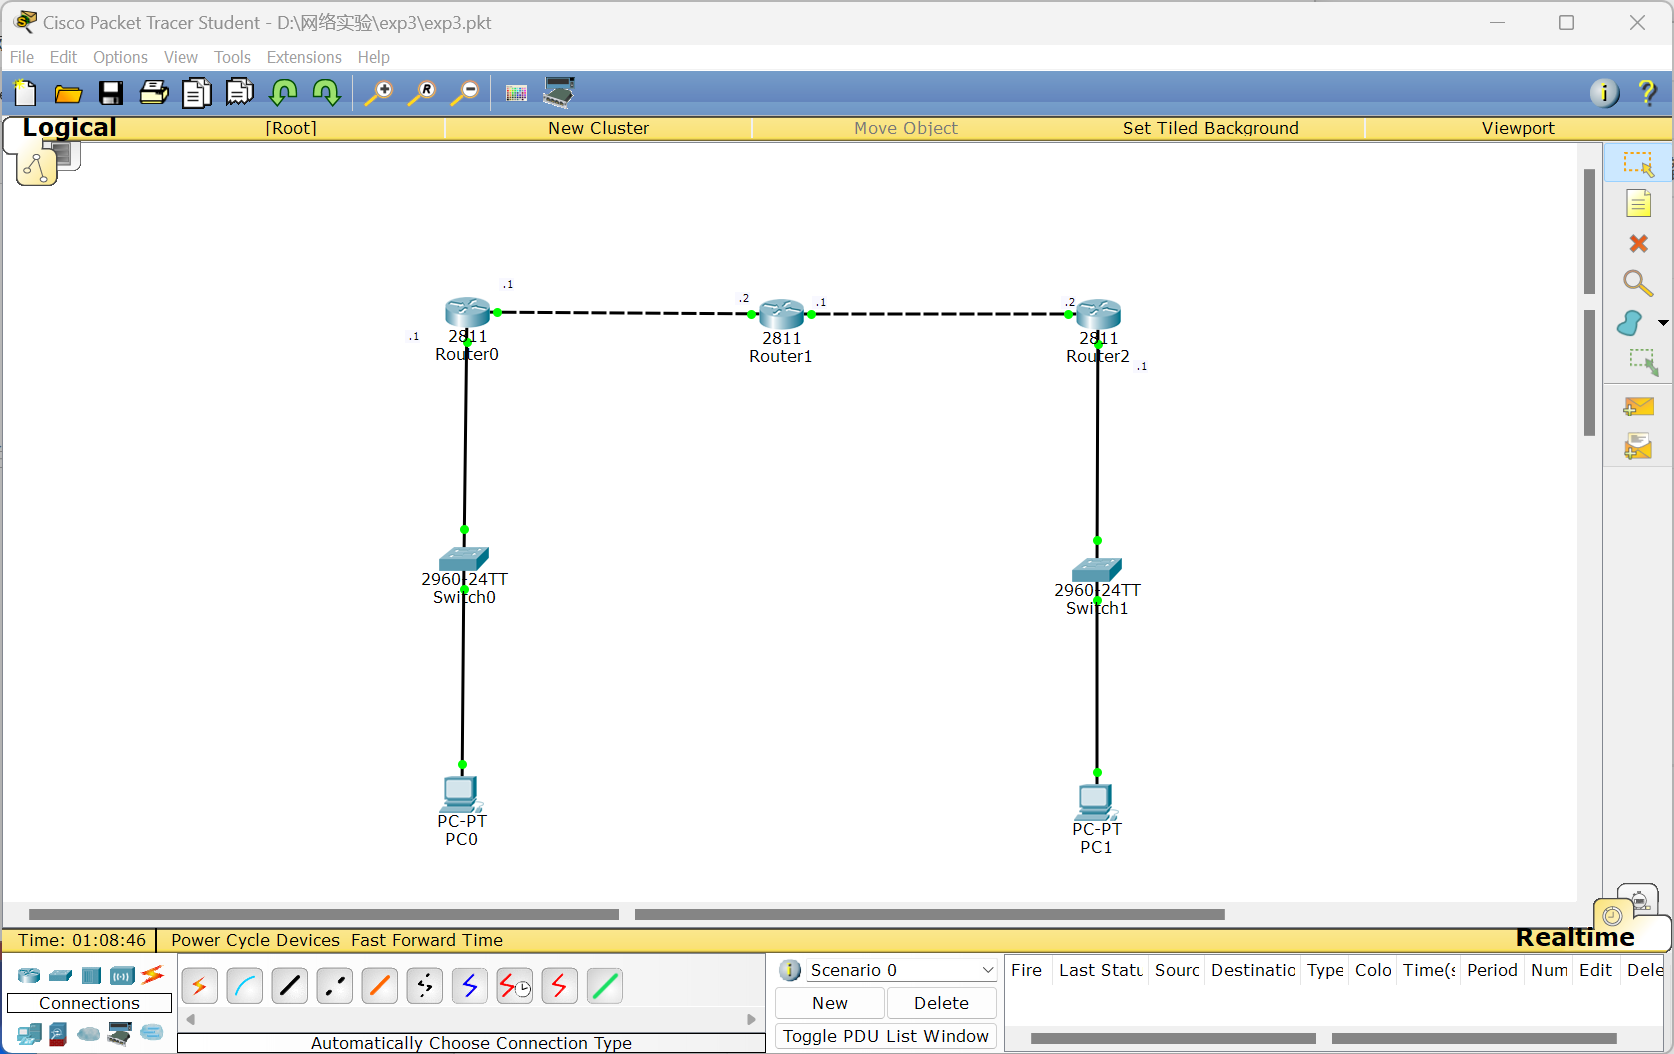 Cisco Packet Tracer Student - D:\网络实验\exp3\exp3.pkt
File Edit Options View Tools Extensions Help
Logical [Root] New Cluster Move Object Set Tiled Background Viewport
.1
.2
.1
.2
.1
2811
Router0
2811
Router1
2811
Router2
.1
2960-24TT
Switch0
2960-24TT
Switch1
PC-PT
PC0
PC-PT
PC1
Time: 01:08:46 Power Cycle Devices Fast Forward Time
Realtime
Connections
Automatically Choose Connection Type
Scenario 0
New Delete
Toggle PDU List Window
Fire Last Statu Sourc Destinatio Type Colo Time(s Period Num Edit Dele